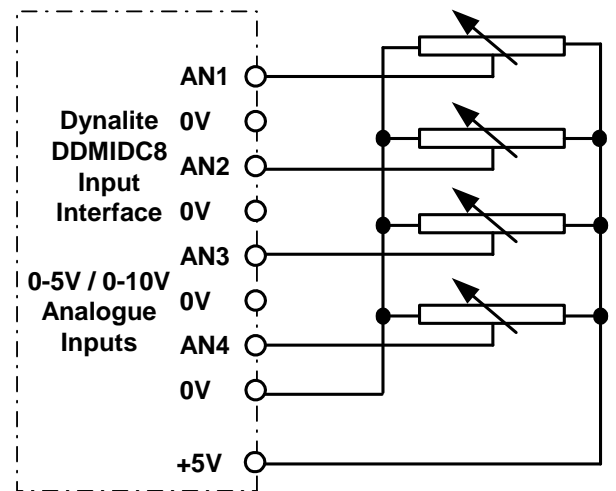 AN1
Dynalite 0V
DDMIDC8
AN2
Input
Interface 0V
AN3
0-5V / 0-10V
0V
Analogue
Inputs AN4
0V
+5V